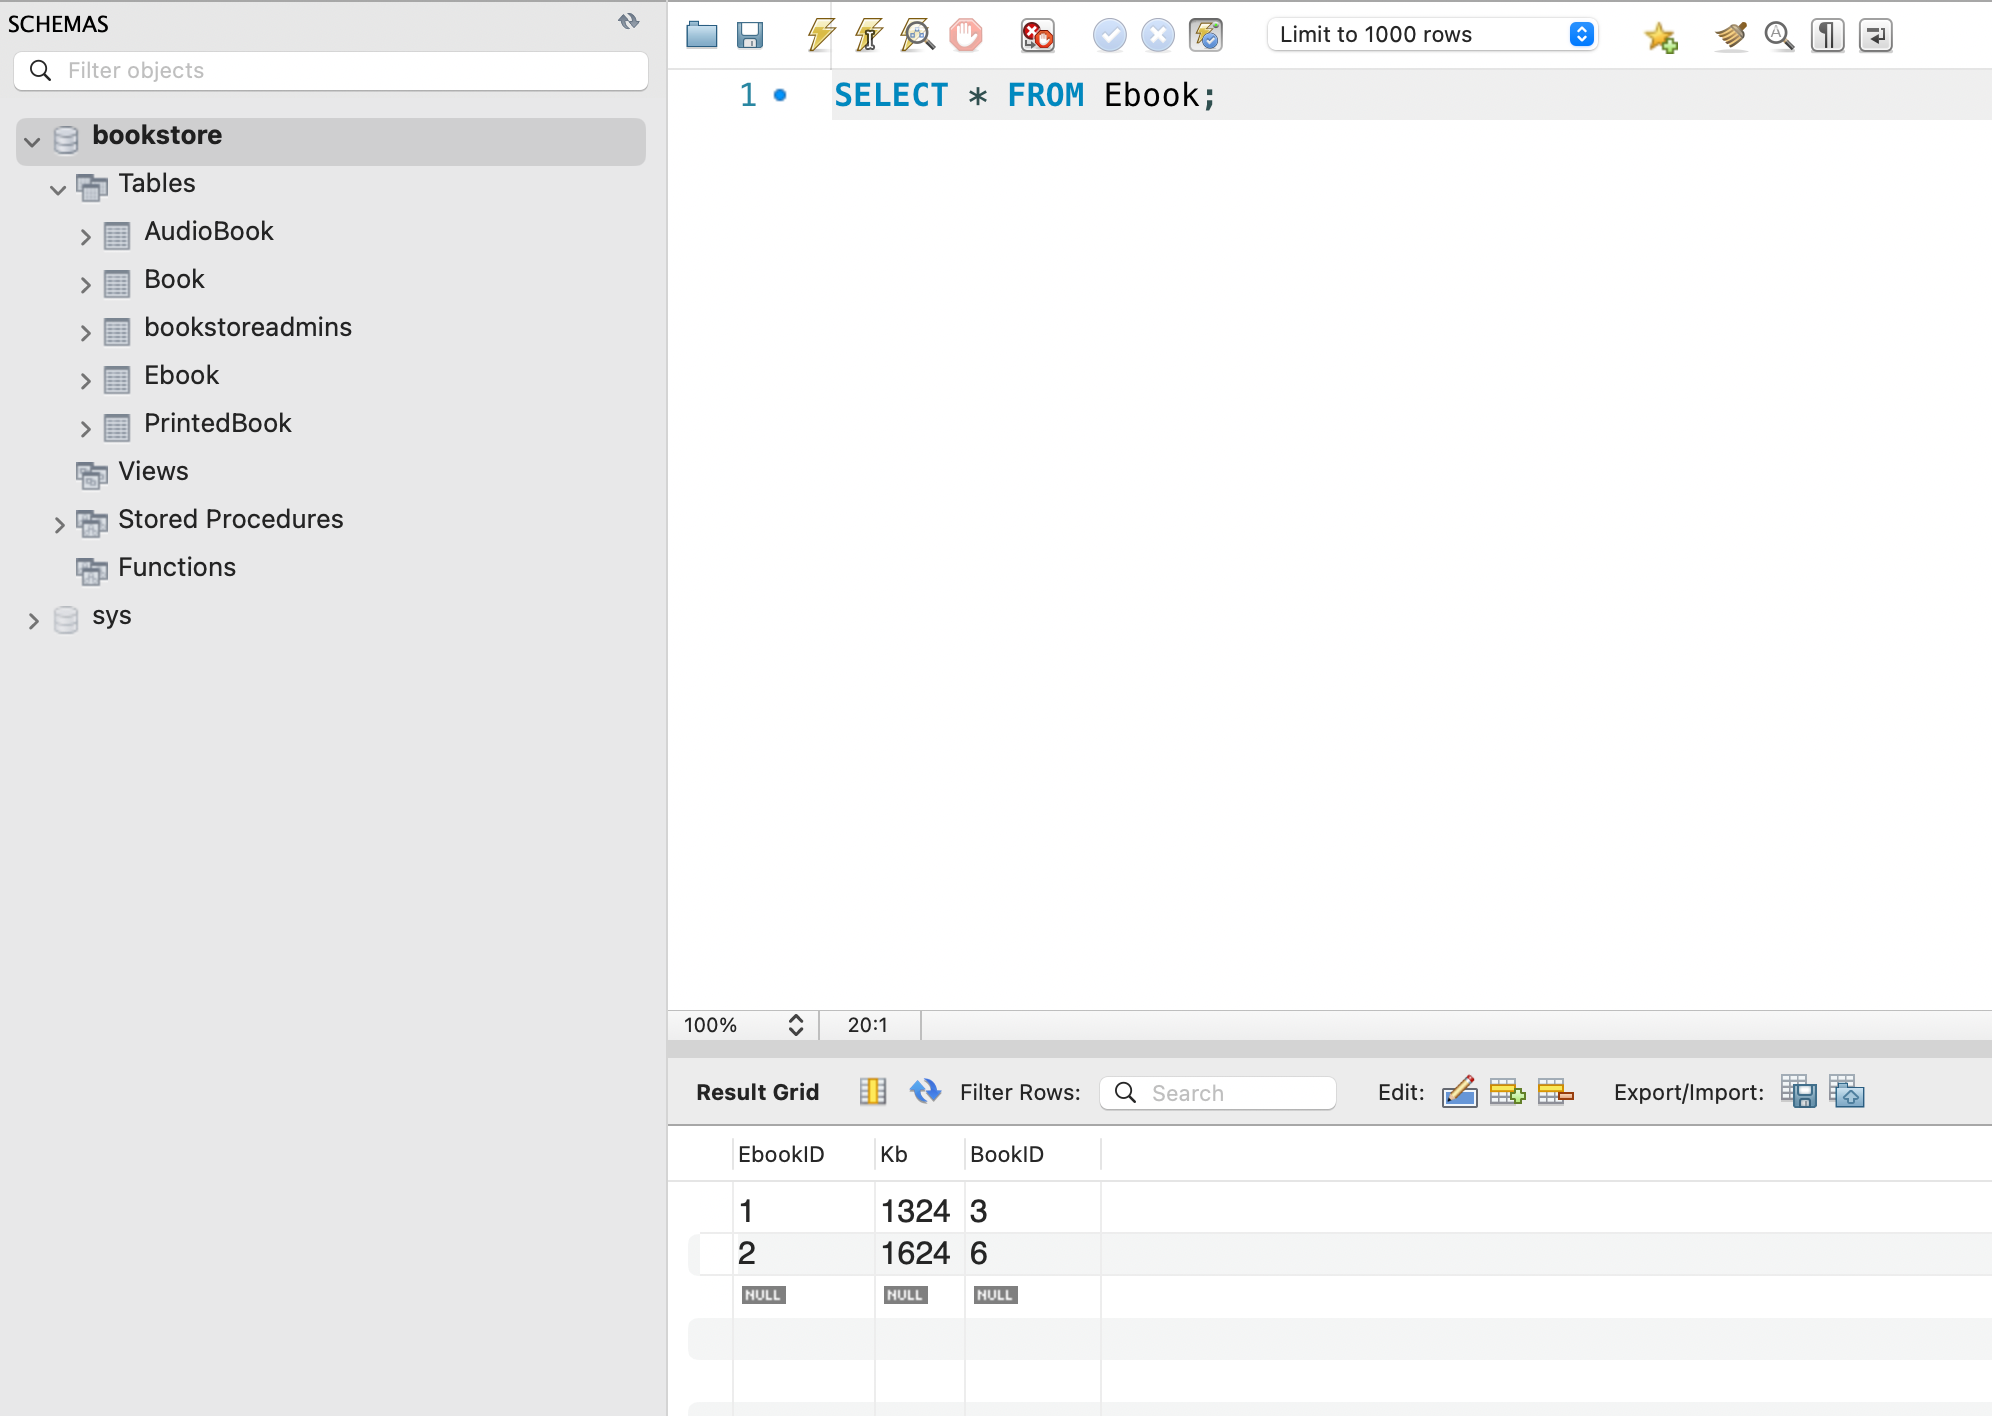 SCHEMAS
Filter objects
bookstore
Tables
AudioBook
Book
bookstoreadmins
Ebook
PrintedBook
Views
Stored Procedures
Functions
sys
Limit to 1000 rows
1 SELECT * FROM Ebook;
100% 20:1
Result Grid Filter Rows: Search Edit: Export/Import:
EbookID Kb BookID
1 1324 3
2 1624 6
NULL NULL NULL